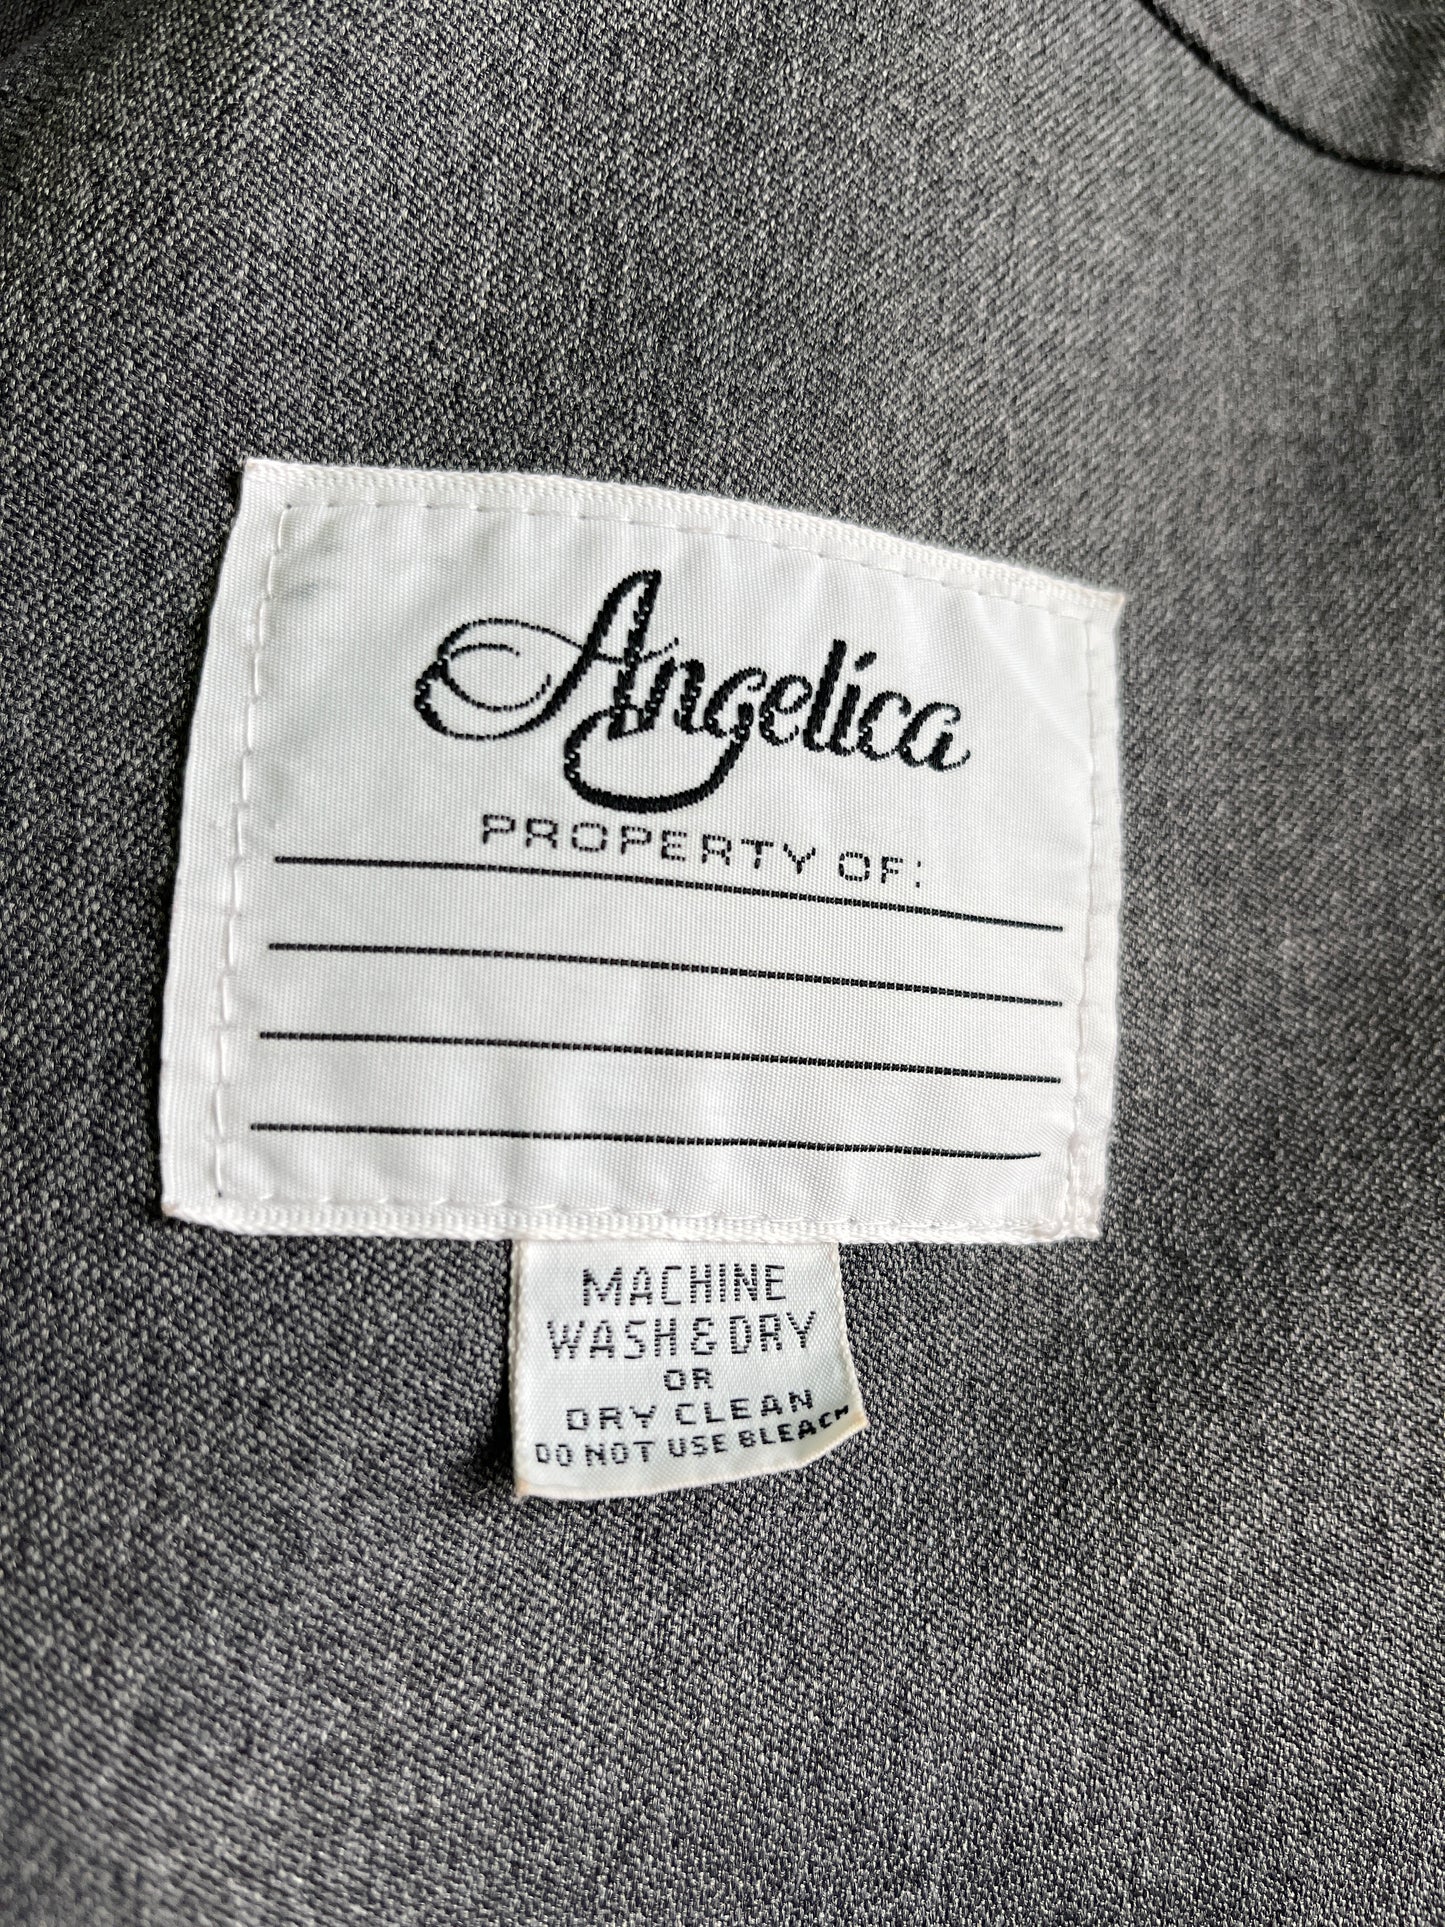 Angelica
PROPERTY OF:
MACHINE
WASH & DRY
OR
DRY CLEAN
DO NOT USE BLEACH